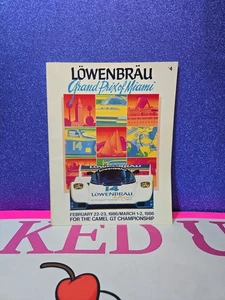 LÖWENBRÄU
Grand Prix of Miami
14
LÖWENBRÄU
FEBRUARY 22-23, 1986/MARCH 1-2, 1986
FOR THE CAMEL GT CHAMPIONSHIP
KED U